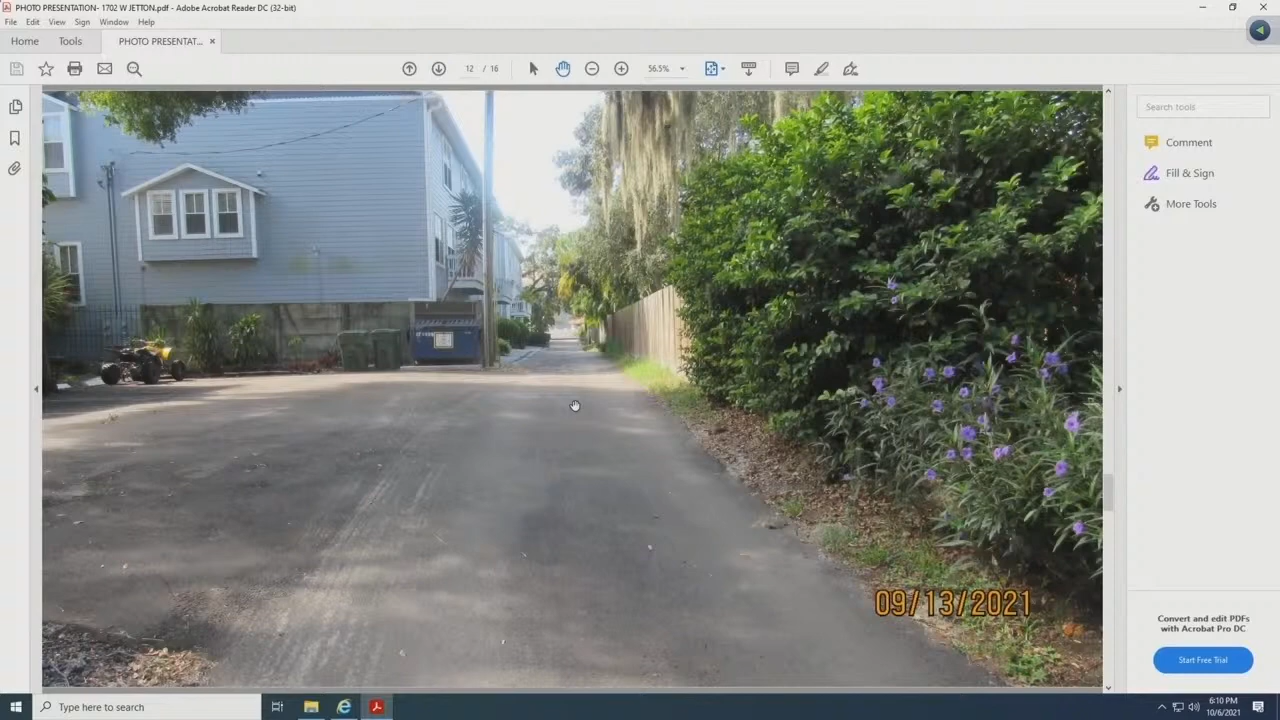 PHOTO PRESENTATION- 1702 W JETTON.pdf - Adobe Acrobat Reader DC (32-bit)
File Edit View Sign Window Help
Home Tools PHOTO PRESENTAT... ×
12 / 16 56.5%
Search tools
Comment
Fill & Sign
More Tools
09/13/2021
Convert and edit PDFs
with Acrobat Pro DC
Start Free Trial
Type here to search
6:10 PM
10/6/2021